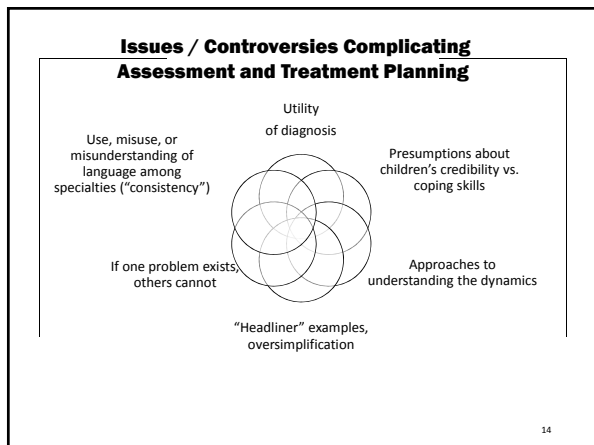 Issues / Controversies Complicating
Assessment and Treatment Planning
Utility
of diagnosis
Use, misuse, or
misunderstanding of
language among
specialties (“consistency”)
Presumptions about
children’s credibility vs.
coping skills
If one problem exists,
others cannot
Approaches to
understanding the dynamics
“Headliner” examples,
oversimplification
14